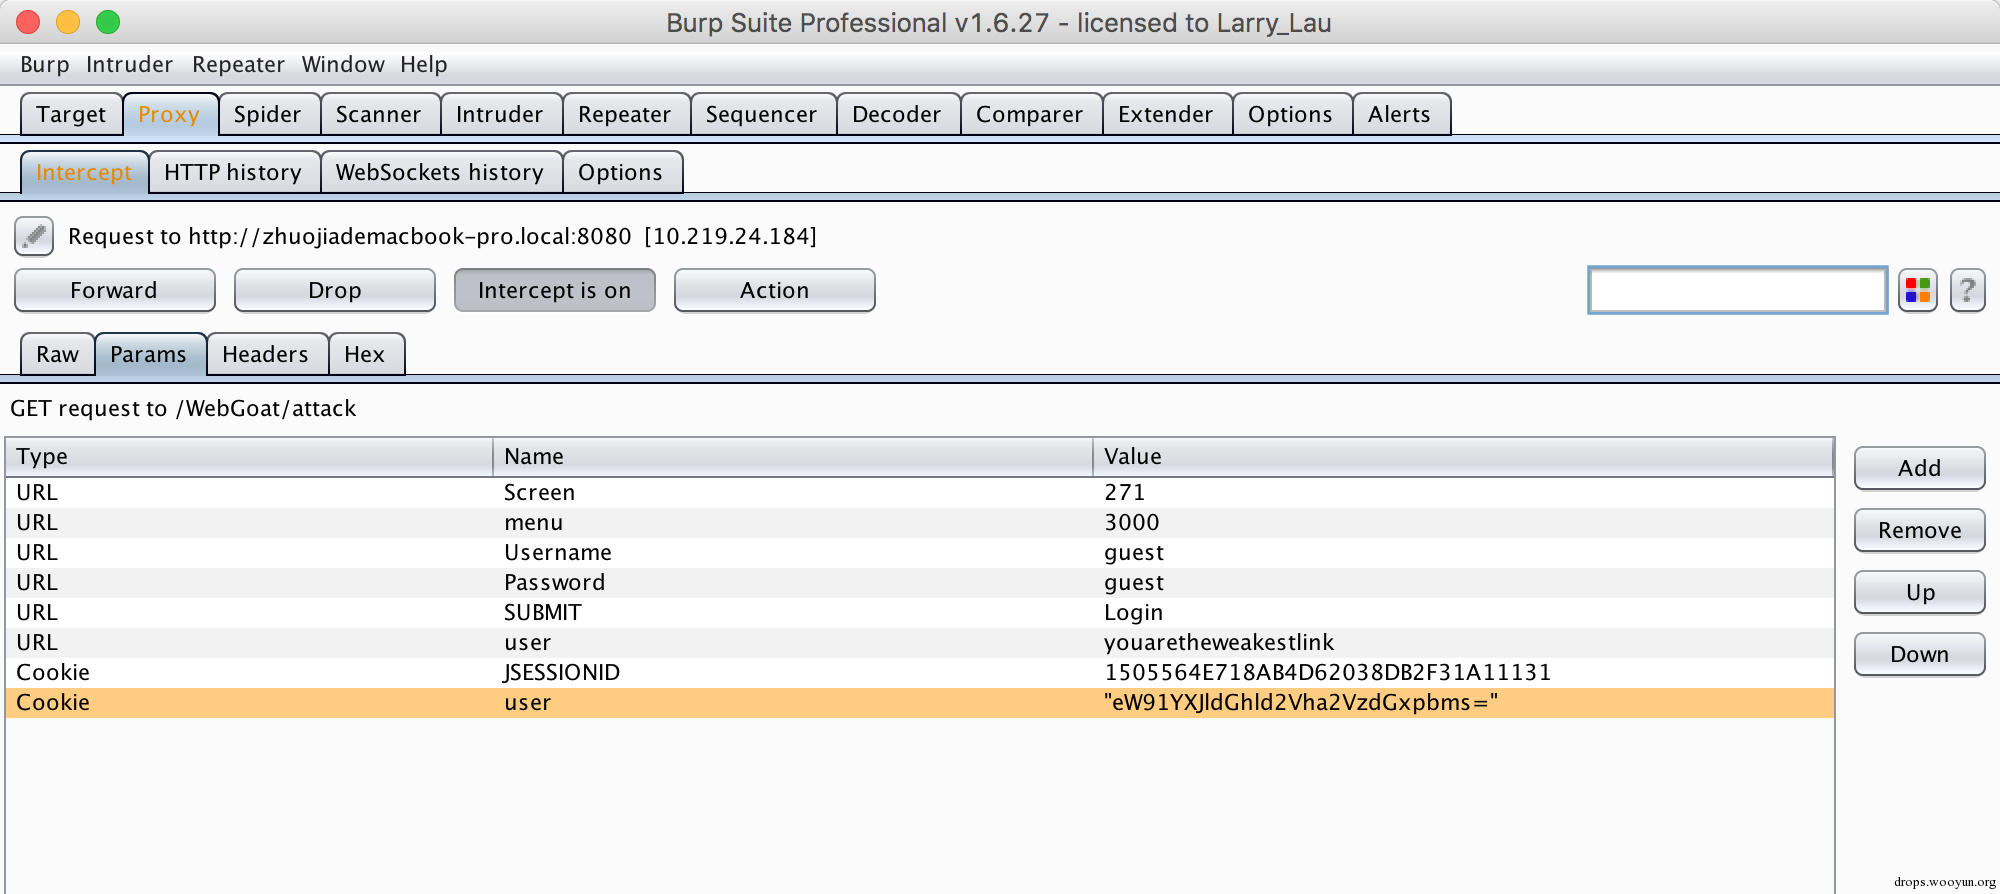 Burp Suite Professional v1.6.27 - licensed to Larry_Lau
Burp Intruder Repeater Window Help
Target Proxy Spider Scanner Intruder Repeater Sequencer Decoder Comparer Extender Options Alerts
Intercept HTTP history WebSockets history Options
Request to http://zhuojiademacbook-pro.local:8080 [10.219.24.184]
Forward Drop Intercept is on Action ?
Raw Params Headers Hex
GET request to /WebGoat/attack
Type Name Value
URL Screen 271
URL menu 3000
URL Username guest
URL Password guest
URL SUBMIT Login
URL user youaretheweakestlink
Cookie JSESSIONID 1505564E718AB4D62038DB2F31A11131
Cookie user "eW91YXJldGhld2Vha2VzdGxpbms="
Add
Remove
Up
Down
drops.wooyun.org